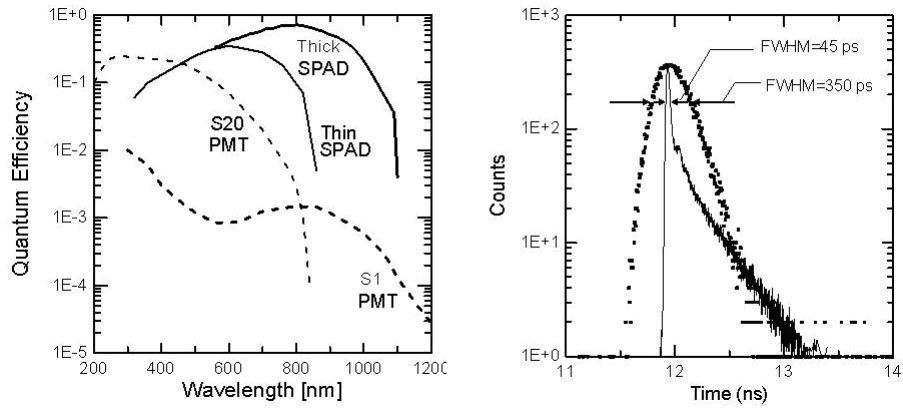 1E+0
1E-1
1E-2
1E-3
1E-4
1E-5
Quantum Efficiency
200 400 600 800 1000 1200
Wavelength [nm]
Thick
SPAD
S20
PMT
Thin
SPAD
S1
PMT
1E+3
1E+2
1E+1
1E+0
Counts
11 12 13 14
Time (ns)
FWHM=45 ps
FWHM=350 ps